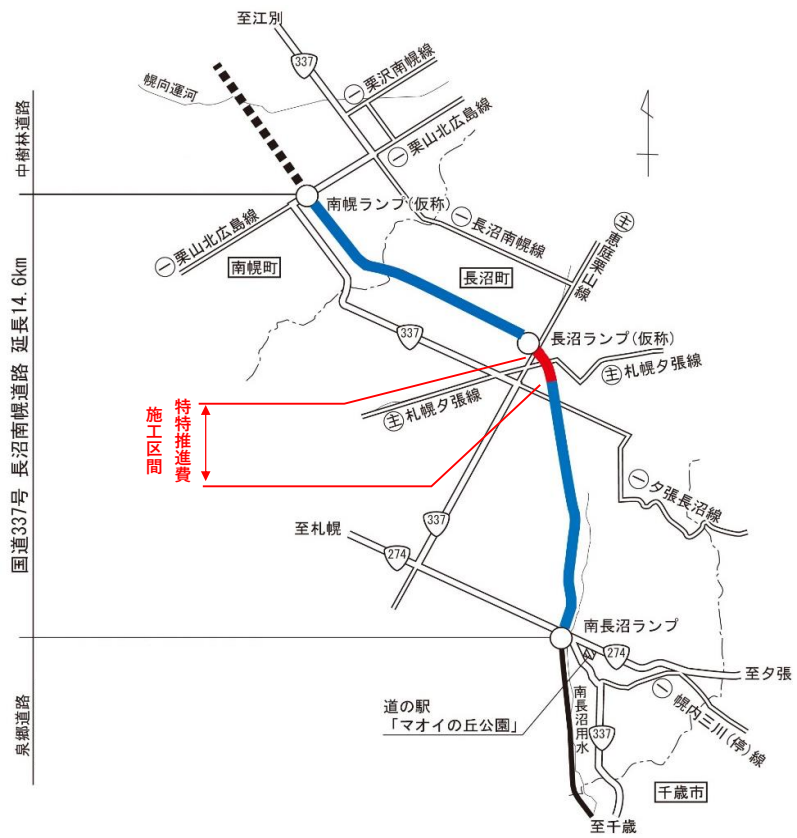 至江別
337
㊀栗沢南幌線
幌向運河
㊀栗山北広島線
中樹林道路
南幌ランプ(仮称)
㊀長沼南幌線
㊀栗山北広島線
南幌町
長沼町
主恵庭栗山線
337
長沼ランプ(仮称)
主札幌夕張線
主札幌夕張線
特特推進費
施工区間
国道337号 長沼南幌道路 延長14.6km
㊀夕張長沼線
至札幌
337
274
南長沼ランプ
274
至夕張
道の駅
「マオイの丘公園」
南長沼用水
337
㊀幌内三川(停)線
泉郷道路
千歳市
至千歳